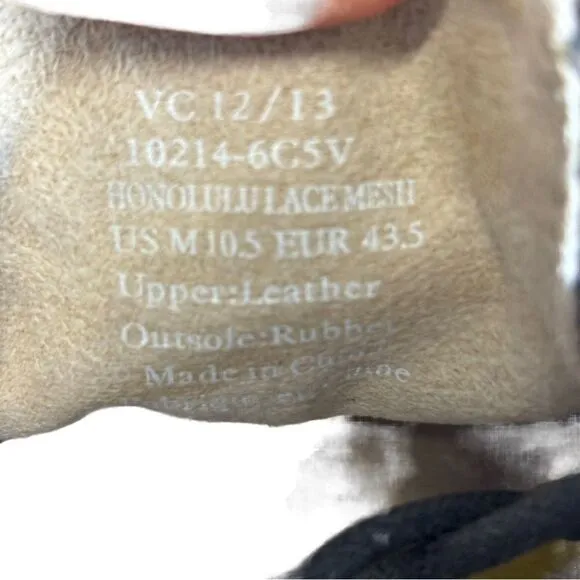 VC 12/13
10214-6C5V
HONOLULU LACE MESH
US M 10.5 EUR 43.5
Upper:Leather
Outsole:Rubber
Made in China